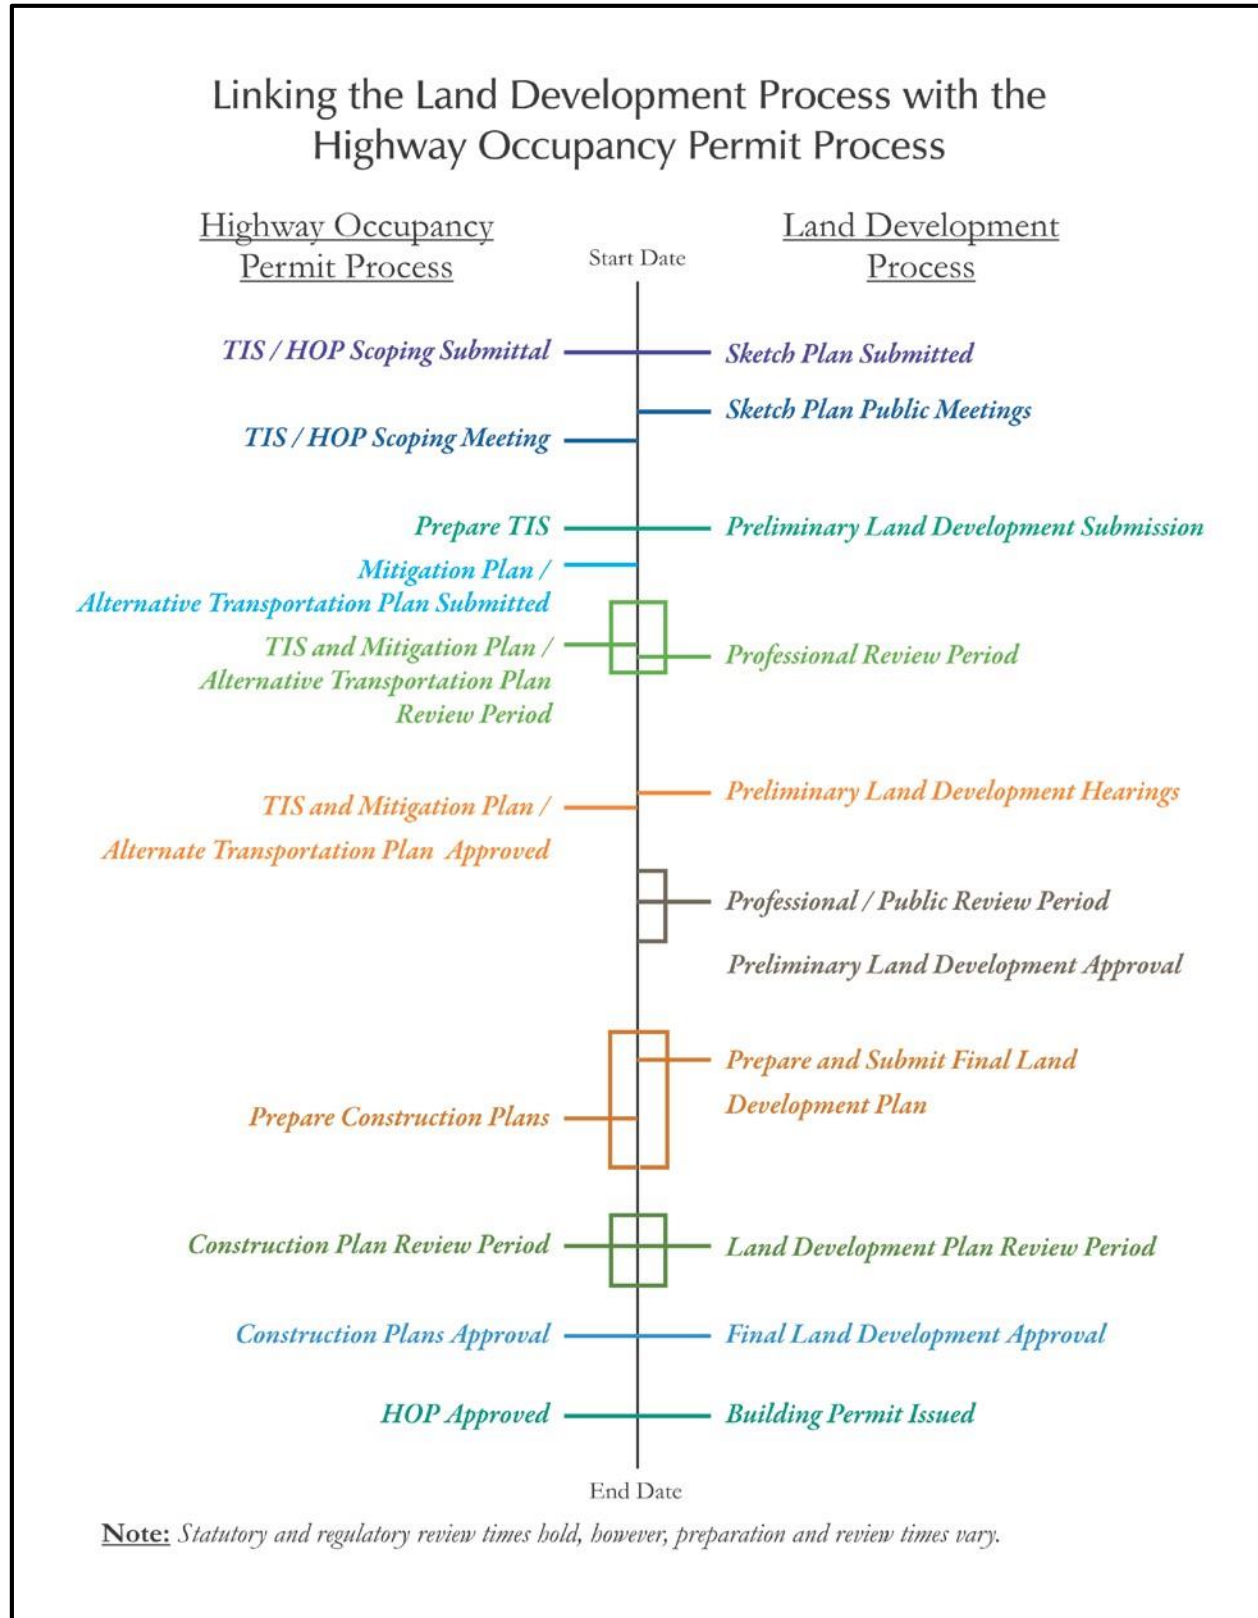 Linking the Land Development Process with the
Highway Occupancy Permit Process
Highway Occupancy
Permit Process
Start Date
Land Development
Process
TIS / HOP Scoping Submittal
Sketch Plan Submitted
Sketch Plan Public Meetings
TIS / HOP Scoping Meeting
Prepare TIS
Preliminary Land Development Submission
Mitigation Plan /
Alternative Transportation Plan Submitted
TIS and Mitigation Plan /
Alternative Transportation Plan
Review Period
Professional Review Period
Preliminary Land Development Hearings
TIS and Mitigation Plan /
Alternate Transportation Plan Approved
Professional / Public Review Period
Preliminary Land Development Approval
Prepare and Submit Final Land
Development Plan
Prepare Construction Plans
Construction Plan Review Period
Land Development Plan Review Period
Construction Plans Approval
Final Land Development Approval
HOP Approved
Building Permit Issued
End Date
Note: Statutory and regulatory review times hold, however, preparation and review times vary.